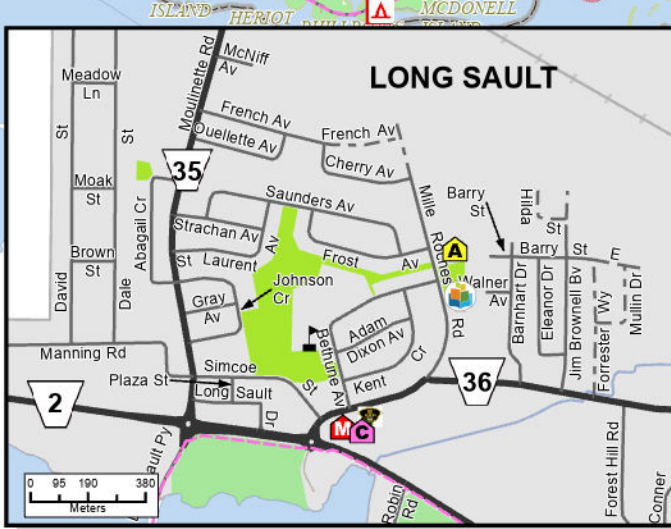 ISLAND
HERIOT
MCDONELL
ISLAND
LONG SAULT
McNiff
Av
Moulinette Rd
Meadow
Ln
French Av
Ouellette Av
French Av
Cherry Av
35
St
St
Moak
St
Abagail Cr
Saunders Av
Mille Roches Rd
Barry
St
Hilda
St
Strachan Av
Av
St Laurent
Frost Av
A
Barry St E
Brown
St
David
Dale
Walner
Av
Johnson
Cr
Gray
Av
Barnhart Dr
Eleanor Dr
Jim Brownell Bv
Forrester Wy
Mullin Dr
Adam
Dixon Av
Bethune Av
Manning Rd
Simcoe
St
Plaza St
Long Sault
Dr
Kent Cr
36
2
M
C
ault Py
Robin
Rd
Forest Hill Rd
Conner
0 95 190 380
Meters